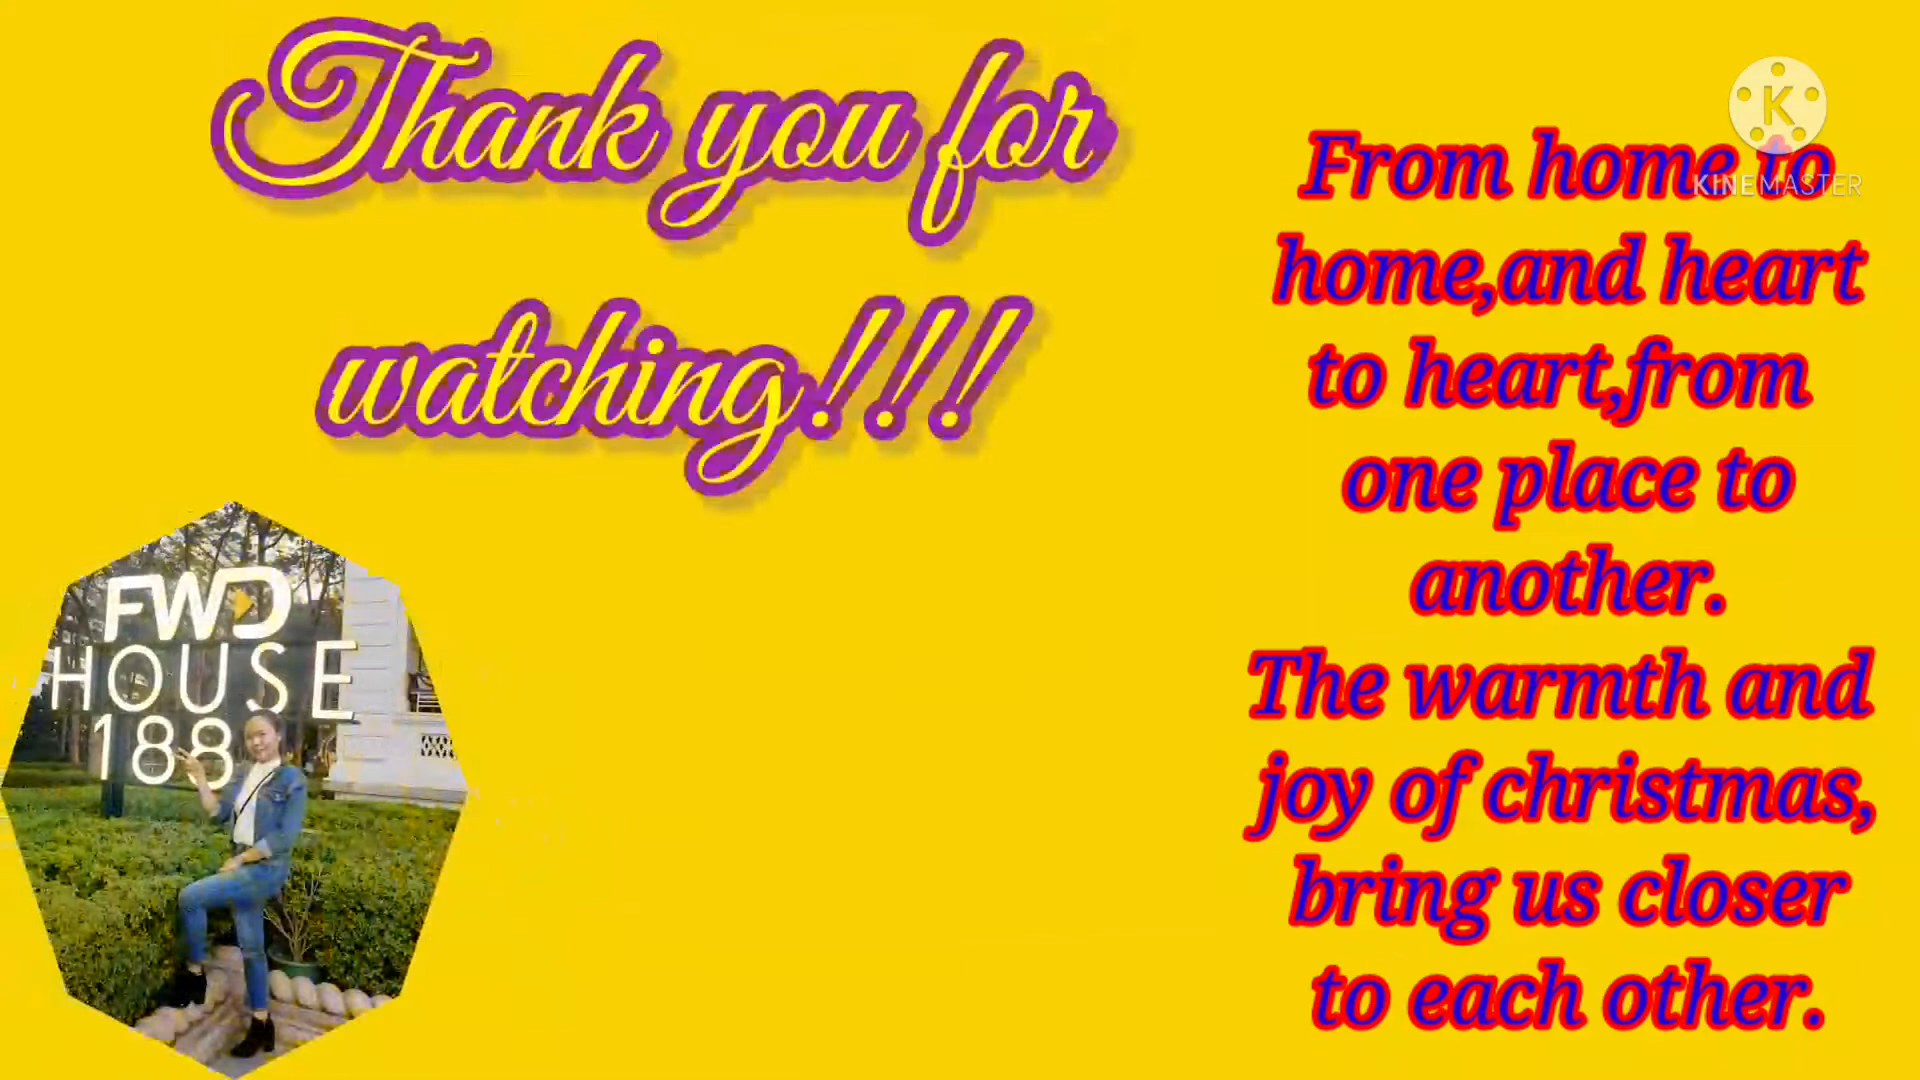 Thank you for
watching!!!
KINEMASTER
From home to
home,and heart
to heart,from
one place to
another.
The warmth and
joy of christmas,
bring us closer
to each other.
FWD
HOUSE
188